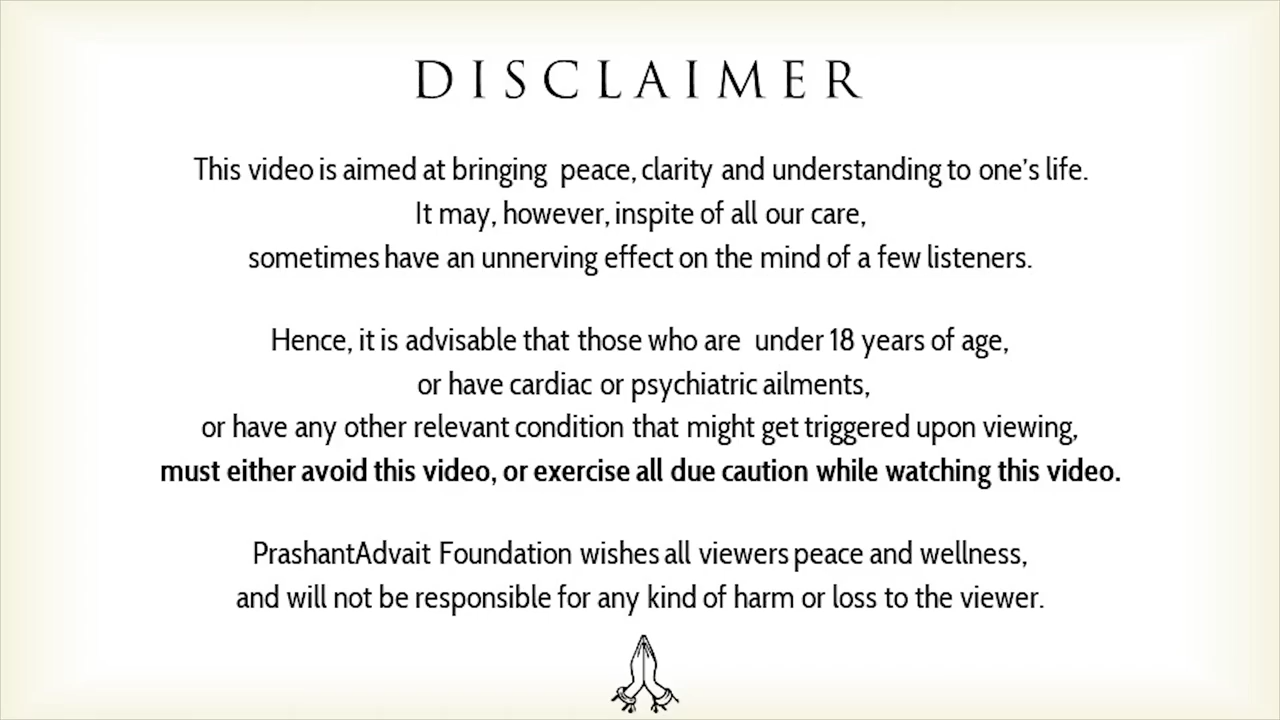 DISCLAIMER
This video is aimed at bringing peace, clarity and understanding to one's life.
It may, however, inspite of all our care,
sometimes have an unnerving effect on the mind of a few listeners.
Hence, it is advisable that those who are under 18 years of age,
or have cardiac or psychiatric ailments,
or have any other relevant condition that might get triggered upon viewing,
must either avoid this video, or exercise all due caution while watching this video.
PrashantAdvait Foundation wishes all viewers peace and wellness,
and will not be responsible for any kind of harm or loss to the viewer.